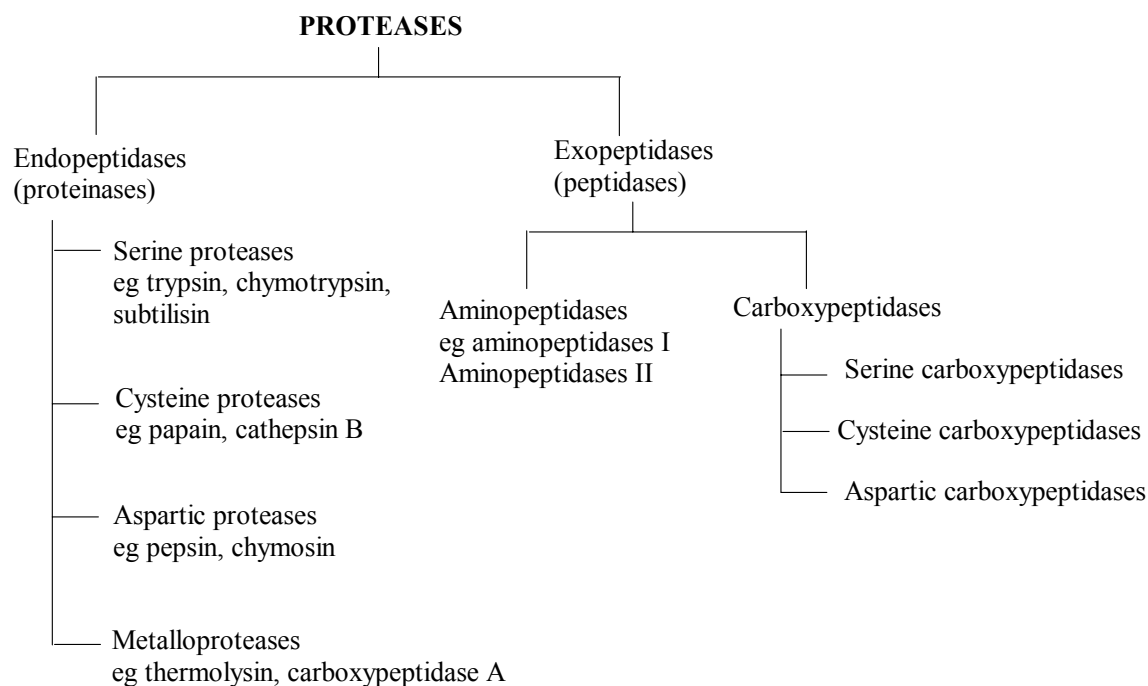 PROTEASES
Endopeptidases
(proteinases)
Serine proteases
eg trypsin, chymotrypsin,
subtilisin
Cysteine proteases
eg papain, cathepsin B
Aspartic proteases
eg pepsin, chymosin
Metalloproteases
eg thermolysin, carboxypeptidase A
Exopeptidases
(peptidases)
Aminopeptidases
eg aminopeptidases I
Aminopeptidases II
Carboxypeptidases
Serine carboxypeptidases
Cysteine carboxypeptidases
Aspartic carboxypeptidases